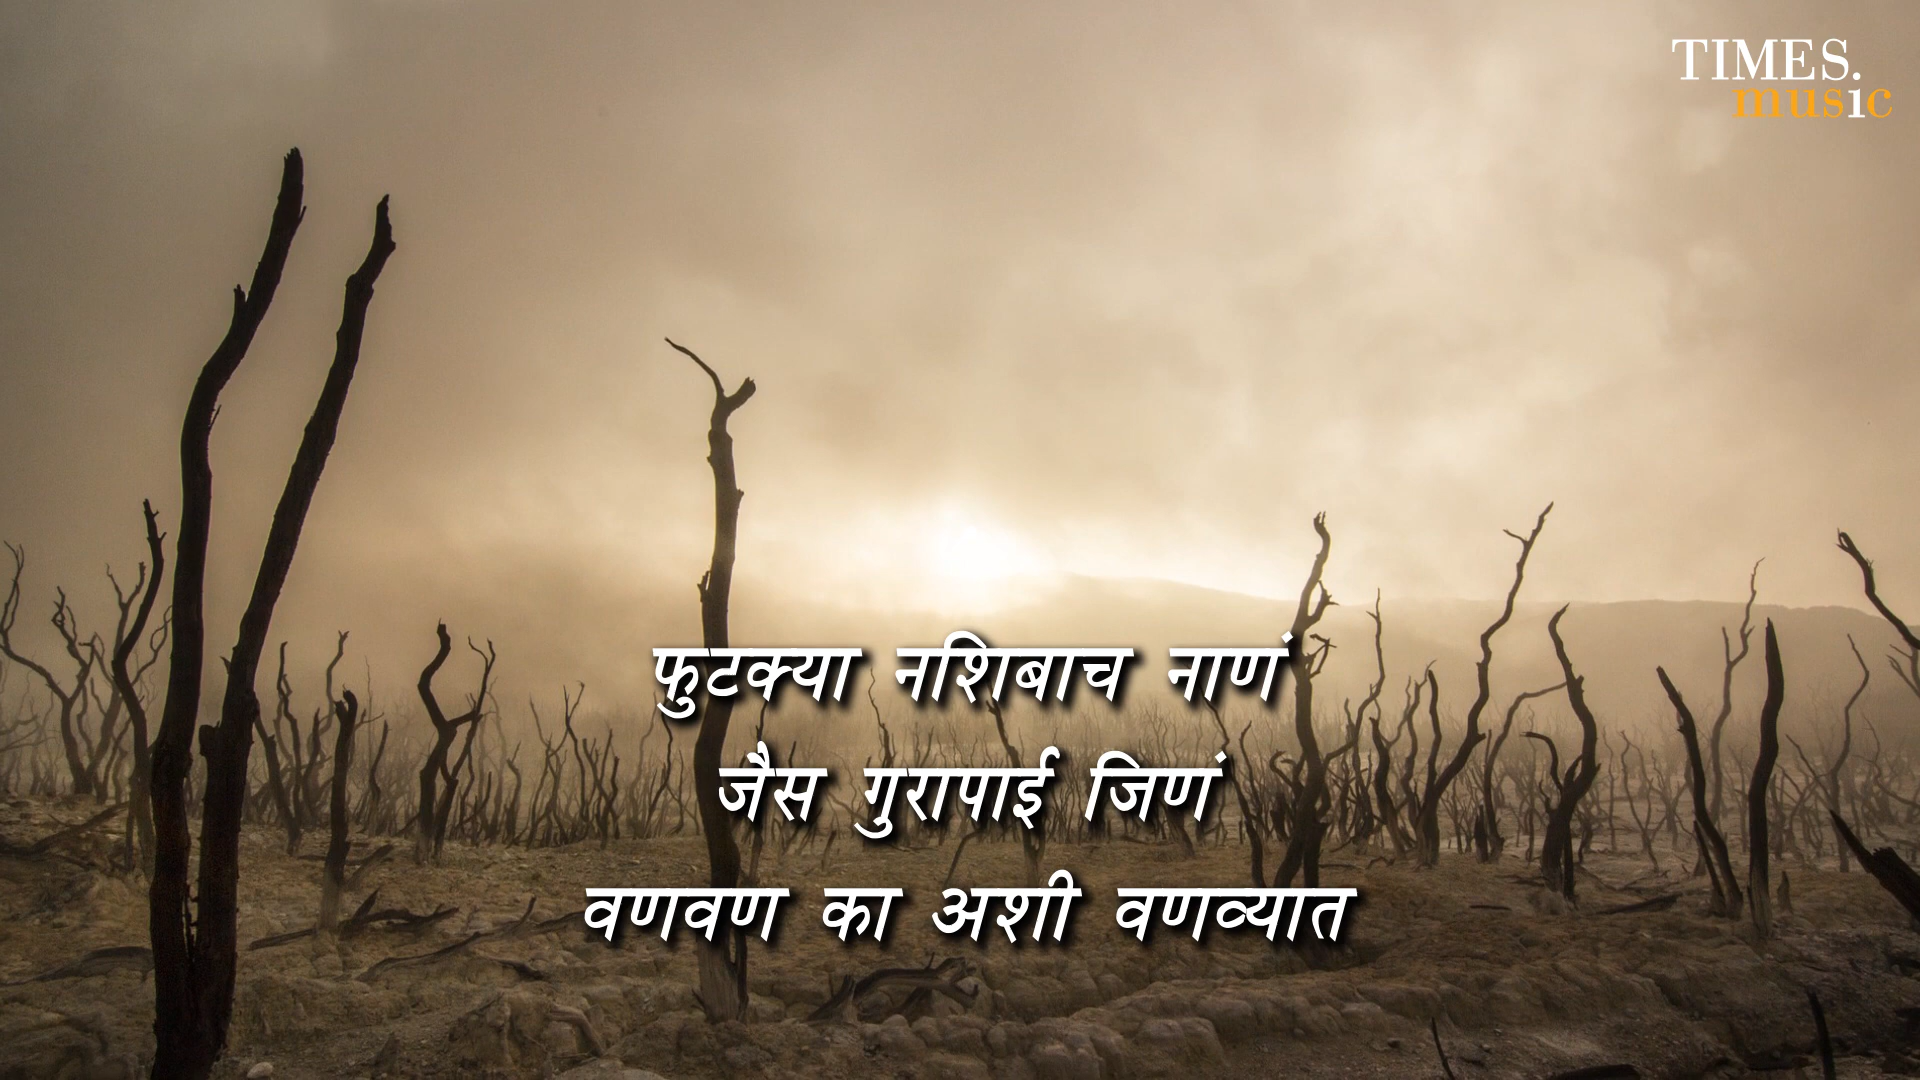 TIMES.
music
फुटक्या नशिबाच नाणं
जैस गुरापाई जिणं
वणवण का अशी वणव्यात